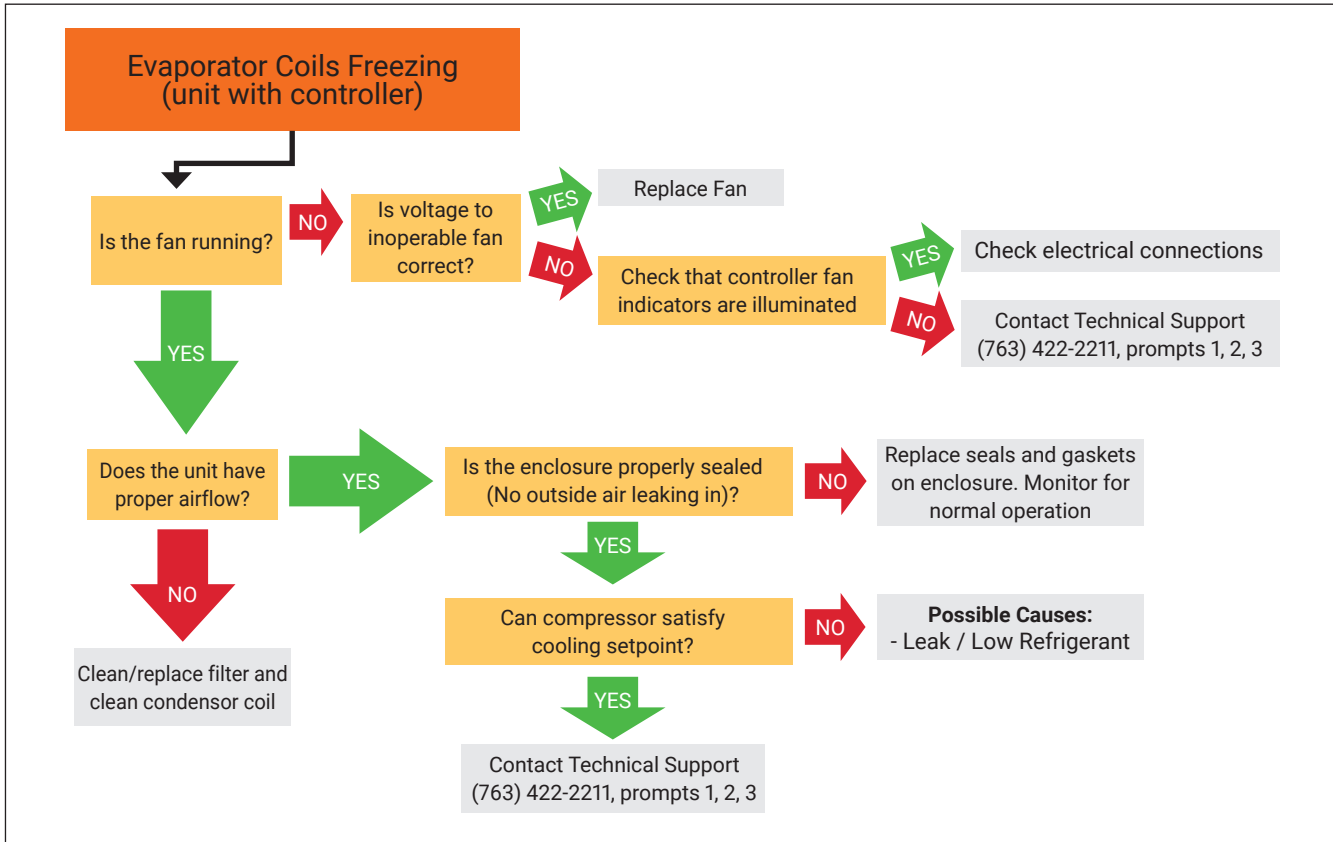 Evaporator Coils Freezing
(unit with controller)
Is the fan running?
NO
Is voltage to
inoperable fan
correct?
YES
Replace Fan
NO
Check that controller fan
indicators are illuminated
YES
Check electrical connections
NO
Contact Technical Support
(763) 422-2211, prompts 1, 2, 3
YES
Does the unit have
proper airflow?
YES
Is the enclosure properly sealed
(No outside air leaking in)?
NO
Replace seals and gaskets
on enclosure. Monitor for
normal operation
NO
Clean/replace filter and
clean condensor coil
YES
Can compressor satisfy
cooling setpoint?
NO
Possible Causes:
- Leak / Low Refrigerant
YES
Contact Technical Support
(763) 422-2211, prompts 1, 2, 3